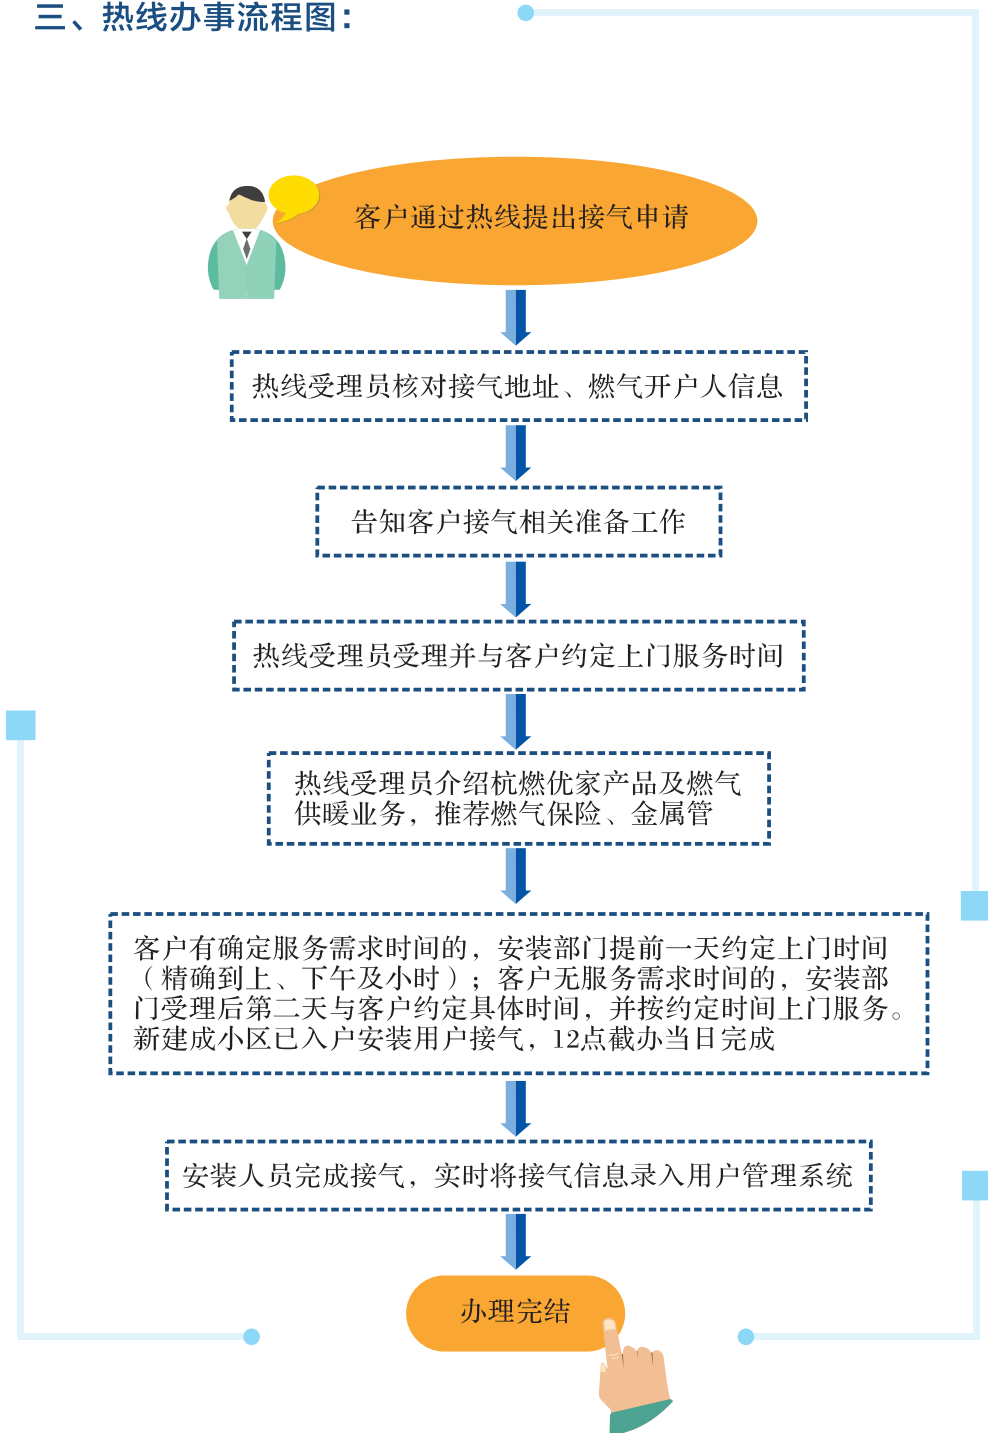 三、热线办事流程图：
客户通过热线提出接气申请
热线受理员核对接气地址、燃气开户人信息
告知客户接气相关准备工作
热线受理员受理并与客户约定上门服务时间
热线受理员介绍杭燃优家产品及燃气
供暖业务，推荐燃气保险、金属管
客户有确定服务需求时间的，安装部门提前一天约定上门时间
（精确到上、下午及小时）；客户无服务需求时间的，安装部
门受理后第二天与客户约定具体时间，并按约定时间上门服务。
新建成小区已入户安装用户接气，12点截办当日完成
安装人员完成接气，实时将接气信息录入用户管理系统
办理完结